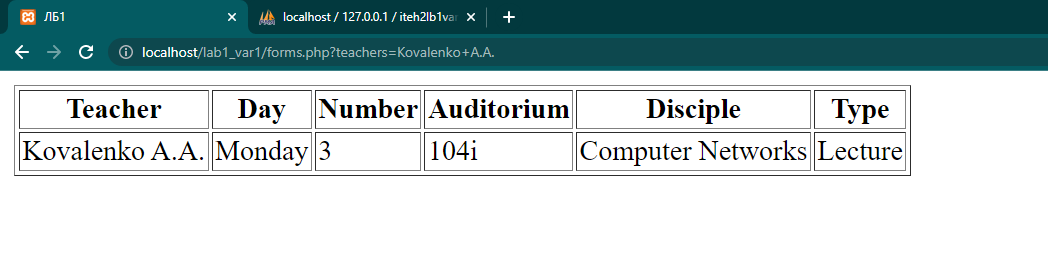 ЛБ1
localhost / 127.0.0.1 / iteh2lb1var
localhost/lab1_var1/forms.php?teachers=Kovalenko+A.A.
Teacher Day Number Auditorium Disciple Type
Kovalenko A.A. Monday 3 104i Computer Networks Lecture